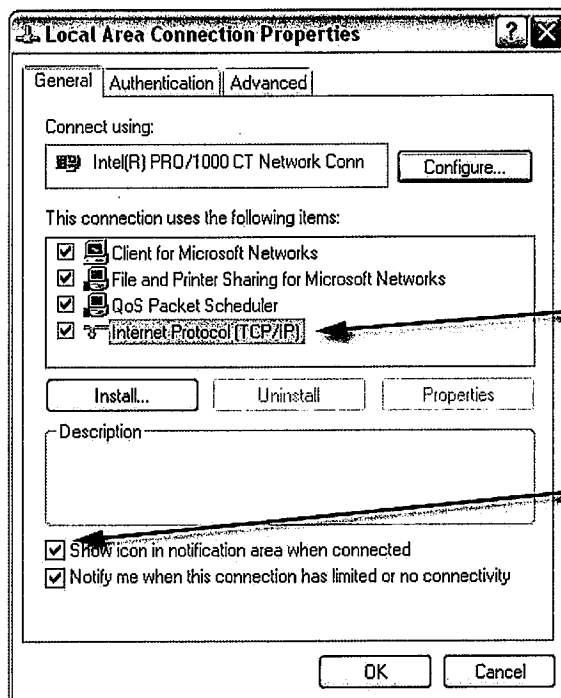 Local Area Connection Properties
General Authentication Advanced
Connect using:
Intel(R) PRO/1000 CT Network Conn Configure...
This connection uses the following items:
Client for Microsoft Networks
File and Printer Sharing for Microsoft Networks
QoS Packet Scheduler
Internet Protocol (TCP/IP)
Install... Uninstall Properties
Description
Show icon in notification area when connected
Notify me when this connection has limited or no connectivity
OK Cancel